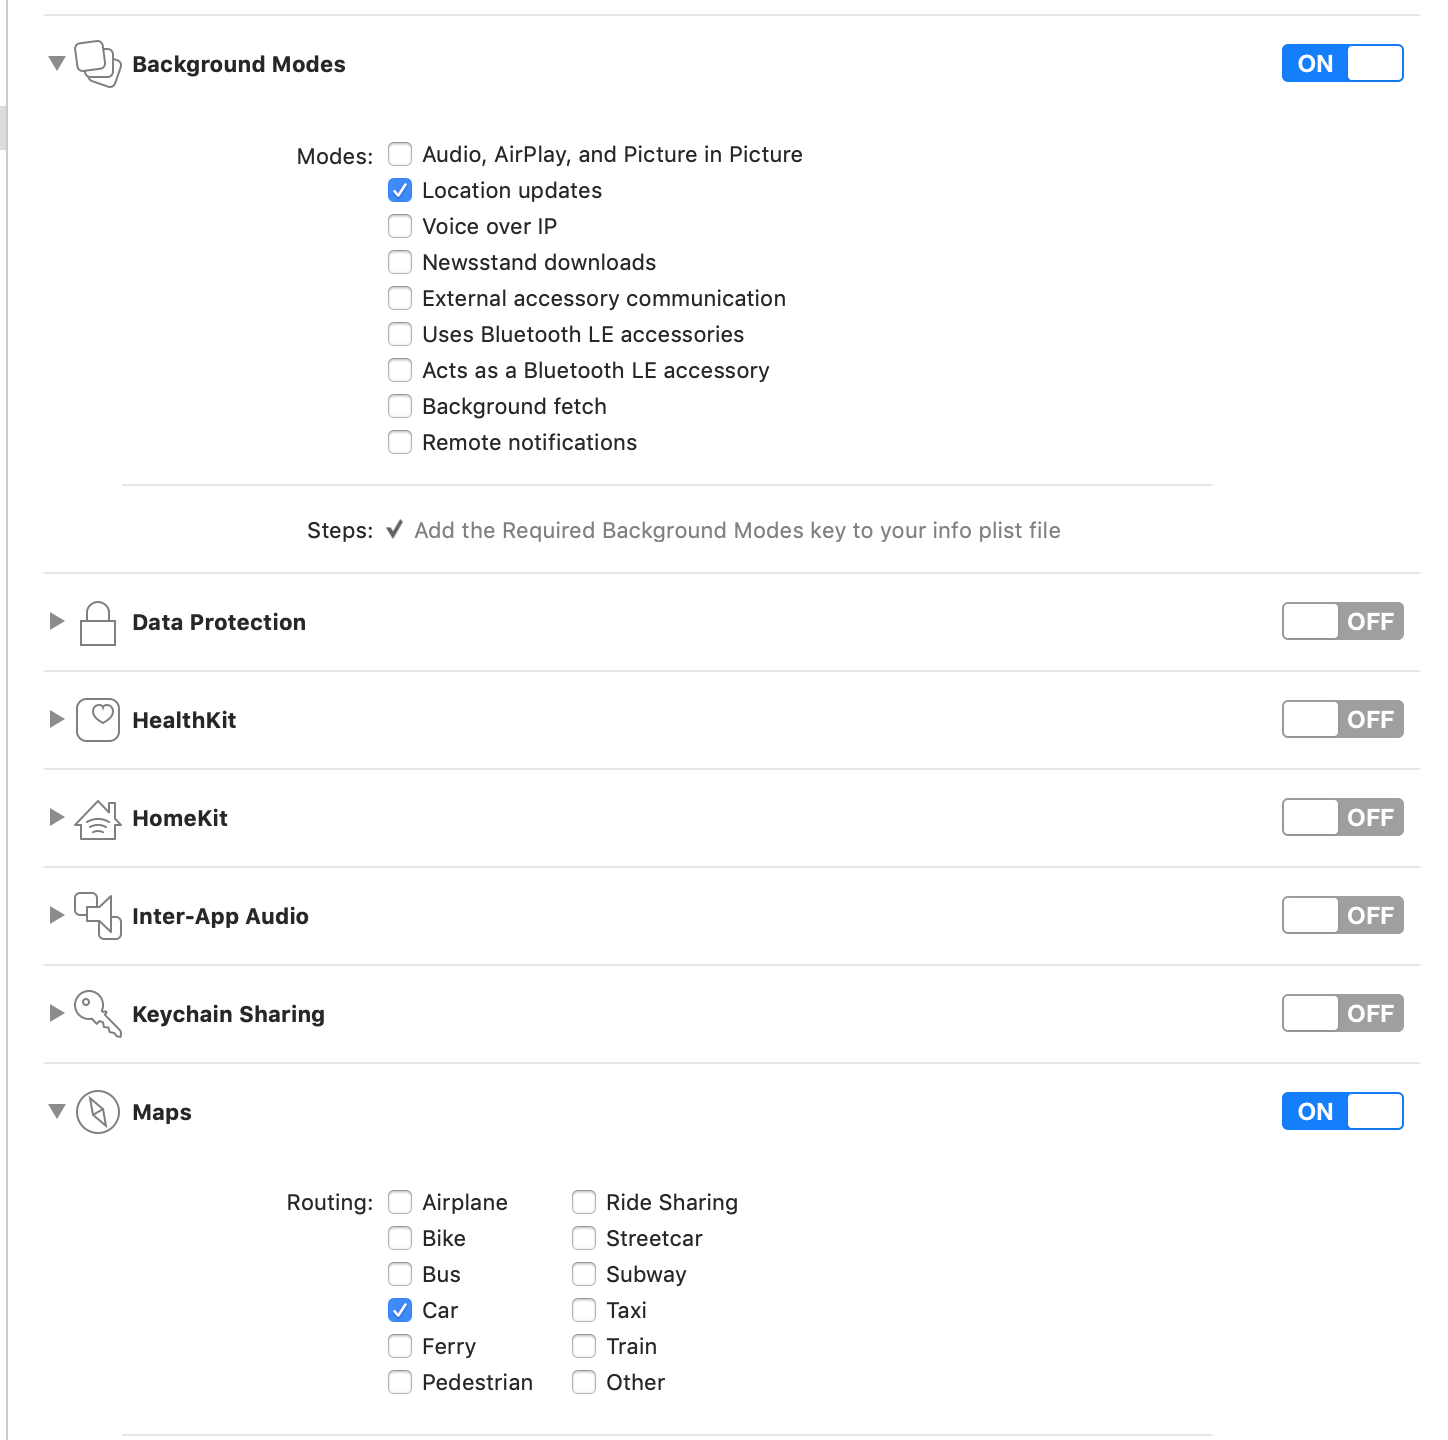 Background Modes ON
Modes: Audio, AirPlay, and Picture in Picture
Location updates
Voice over IP
Newsstand downloads
External accessory communication
Uses Bluetooth LE accessories
Acts as a Bluetooth LE accessory
Background fetch
Remote notifications
Steps: ✓ Add the Required Background Modes key to your info plist file
Data Protection OFF
HealthKit OFF
HomeKit OFF
Inter-App Audio OFF
Keychain Sharing OFF
Maps ON
Routing: Airplane Ride Sharing
Bike Streetcar
Bus Subway
Car Taxi
Ferry Train
Pedestrian Other